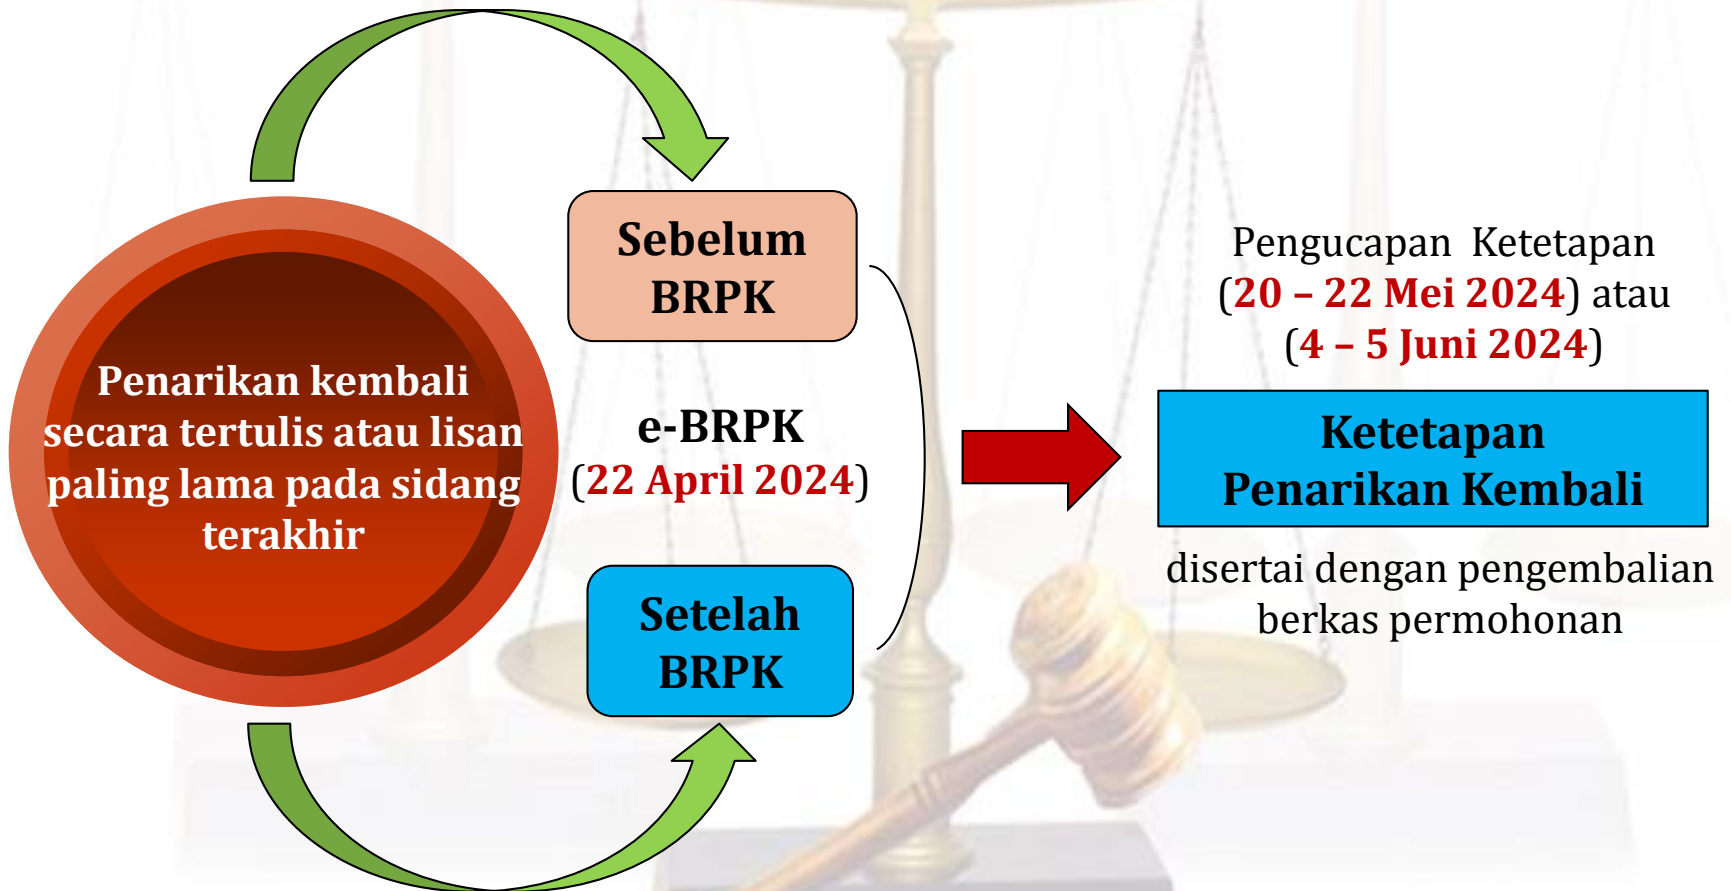 Penarikan kembali
secara tertulis atau lisan
paling lama pada sidang
terakhir
Sebelum
BRPK
e-BRPK
(22 April 2024)
Setelah
BRPK
Pengucapan Ketetapan
(20 – 22 Mei 2024) atau
(4 – 5 Juni 2024)
Ketetapan
Penarikan Kembali
disertai dengan pengembalian
berkas permohonan